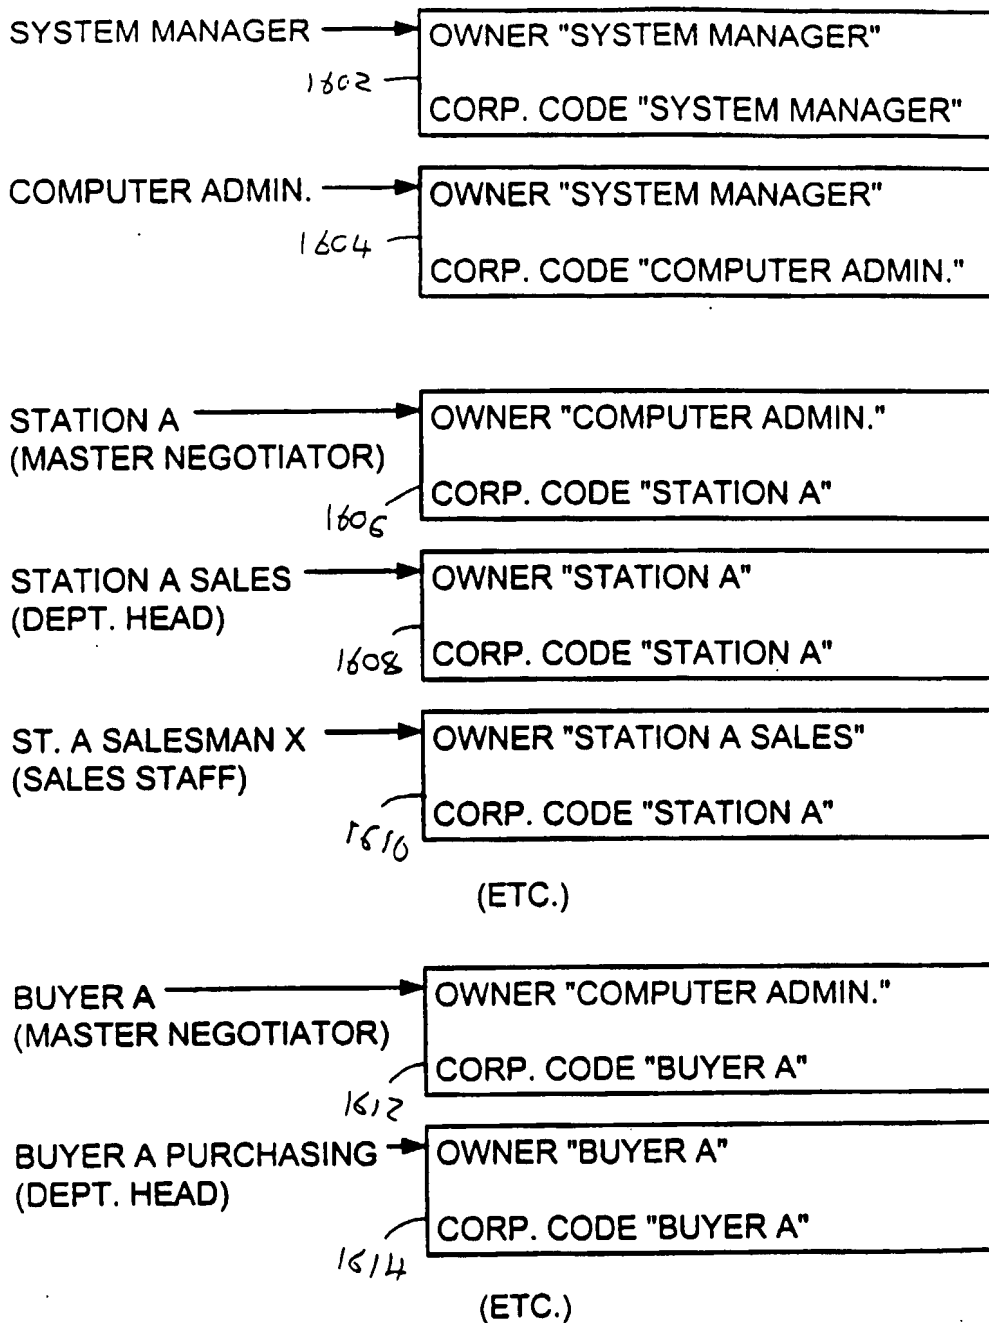 SYSTEM MANAGER
OWNER "SYSTEM MANAGER"
1602
CORP. CODE "SYSTEM MANAGER"
COMPUTER ADMIN.
OWNER "SYSTEM MANAGER"
1604
CORP. CODE "COMPUTER ADMIN."
STATION A
(MASTER NEGOTIATOR)
OWNER "COMPUTER ADMIN."
1606
CORP. CODE "STATION A"
STATION A SALES
(DEPT. HEAD)
OWNER "STATION A"
1608
CORP. CODE "STATION A"
ST. A SALESMAN X
(SALES STAFF)
OWNER "STATION A SALES"
1610
CORP. CODE "STATION A"
(ETC.)
BUYER A
(MASTER NEGOTIATOR)
OWNER "COMPUTER ADMIN."
1612
CORP. CODE "BUYER A"
BUYER A PURCHASING
(DEPT. HEAD)
OWNER "BUYER A"
1614
CORP. CODE "BUYER A"
(ETC.)